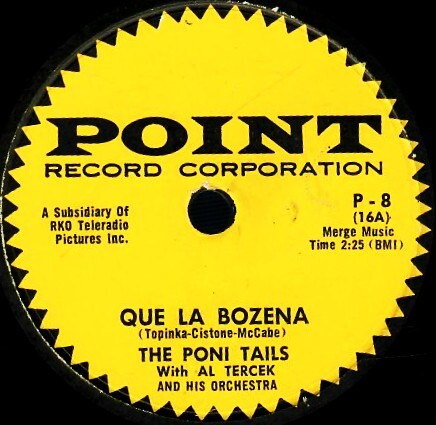 POINT
RECORD CORPORATION
A Subsidiary Of
RKO Teleradio
Pictures Inc.
P - 8
(16A)
Merge Music
Time 2:25 (BMI)
QUE LA BOZENA
(Topinka-Cistone-McCabe)
THE PONI TAILS
With AL TERCEK
AND HIS ORCHESTRA